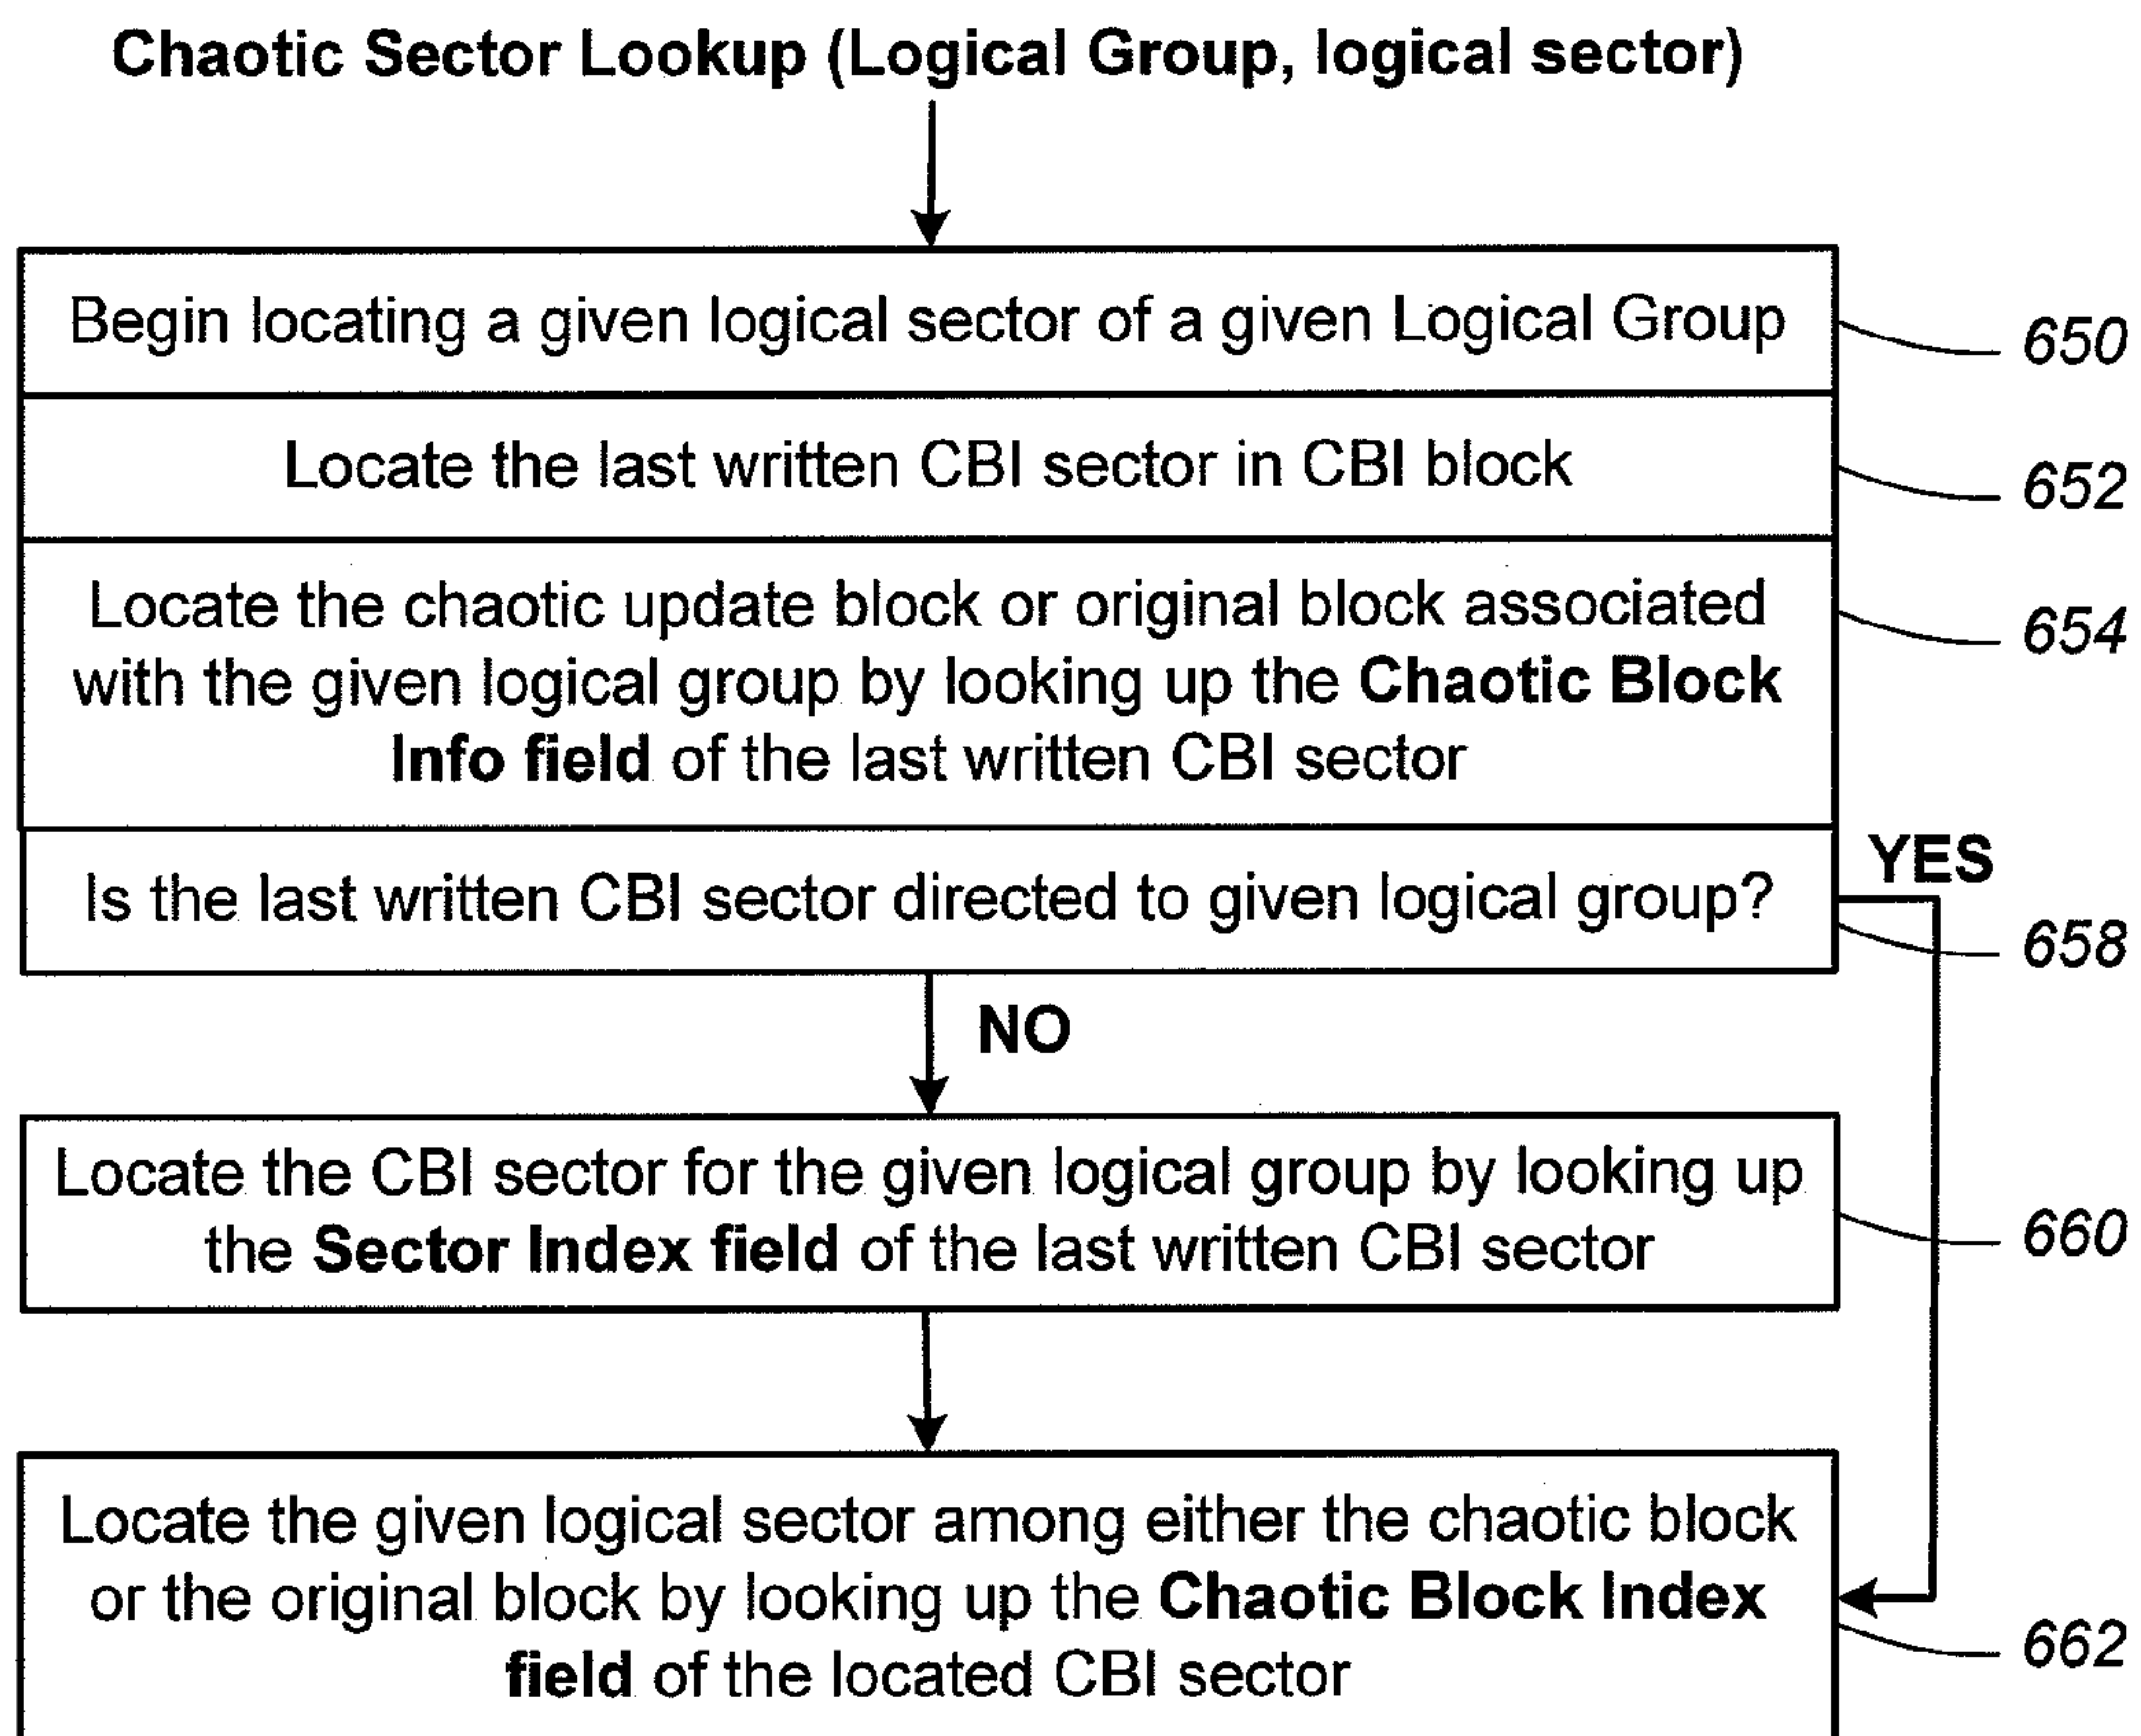 Chaotic Sector Lookup (Logical Group, logical sector)
Begin locating a given logical sector of a given Logical Group
650
Locate the last written CBI sector in CBI block
652
Locate the chaotic update block or original block associated
with the given logical group by looking up the Chaotic Block
Info field of the last written CBI sector
654
Is the last written CBI sector directed to given logical group?
YES
658
NO
Locate the CBI sector for the given logical group by looking up
the Sector Index field of the last written CBI sector
660
Locate the given logical sector among either the chaotic block
or the original block by looking up the Chaotic Block Index
field of the located CBI sector
662